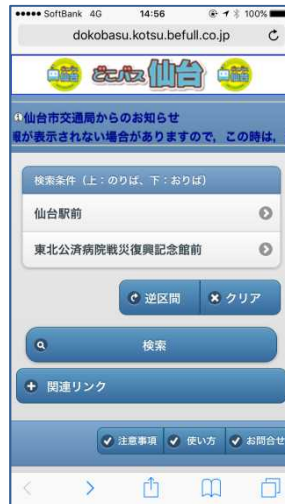 SoftBank 4G 14:56 100%
dokobasu.kotsu.befull.co.jp
どこバス仙台
仙台市交通局からのお知らせ
報が表示されない場合がありますので、この時は、
検索条件（上：のりば、下：おりば）
仙台駅前
東北公済病院戦災復興記念館前
逆区間 クリア
検索
関連リンク
注意事項 使い方 お問合せ